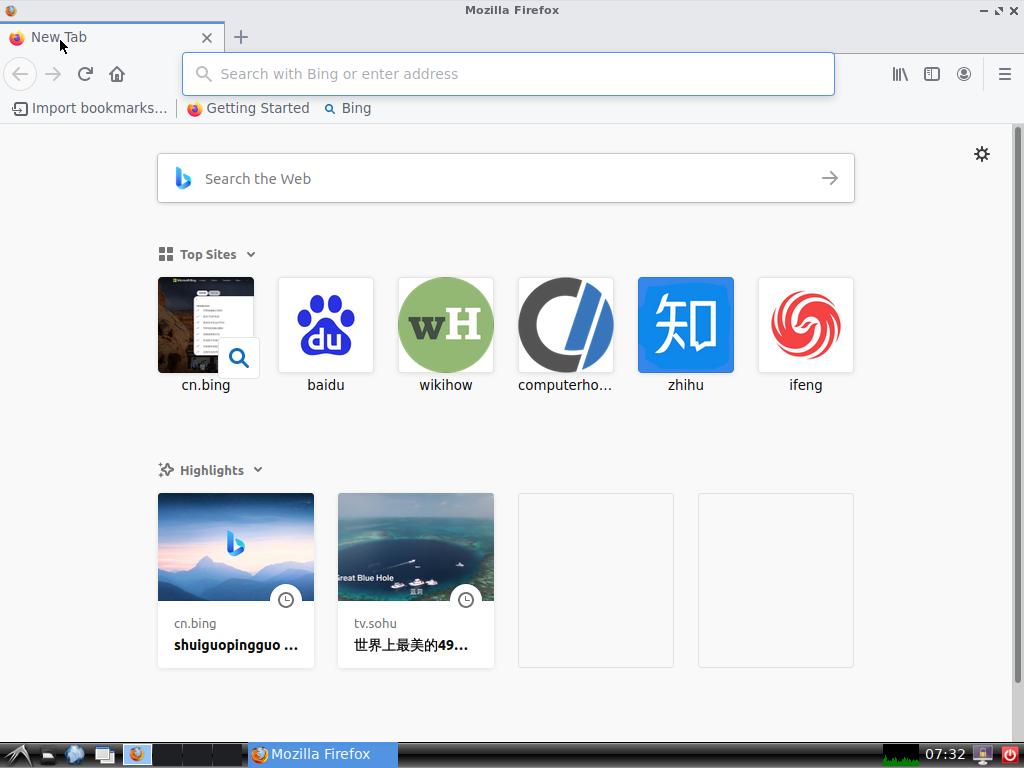 Mozilla Firefox
New Tab
Search with Bing or enter address
Import bookmarks...
Getting Started
Bing
Search the Web
Top Sites
du
wH
知
cn.bing
baidu
wikihow
computerho...
zhihu
ifeng
Highlights
Great Blue Hole
蓝洞
cn.bing
shuiguopingguo ...
tv.sohu
世界上最美的49...
Mozilla Firefox
07:32